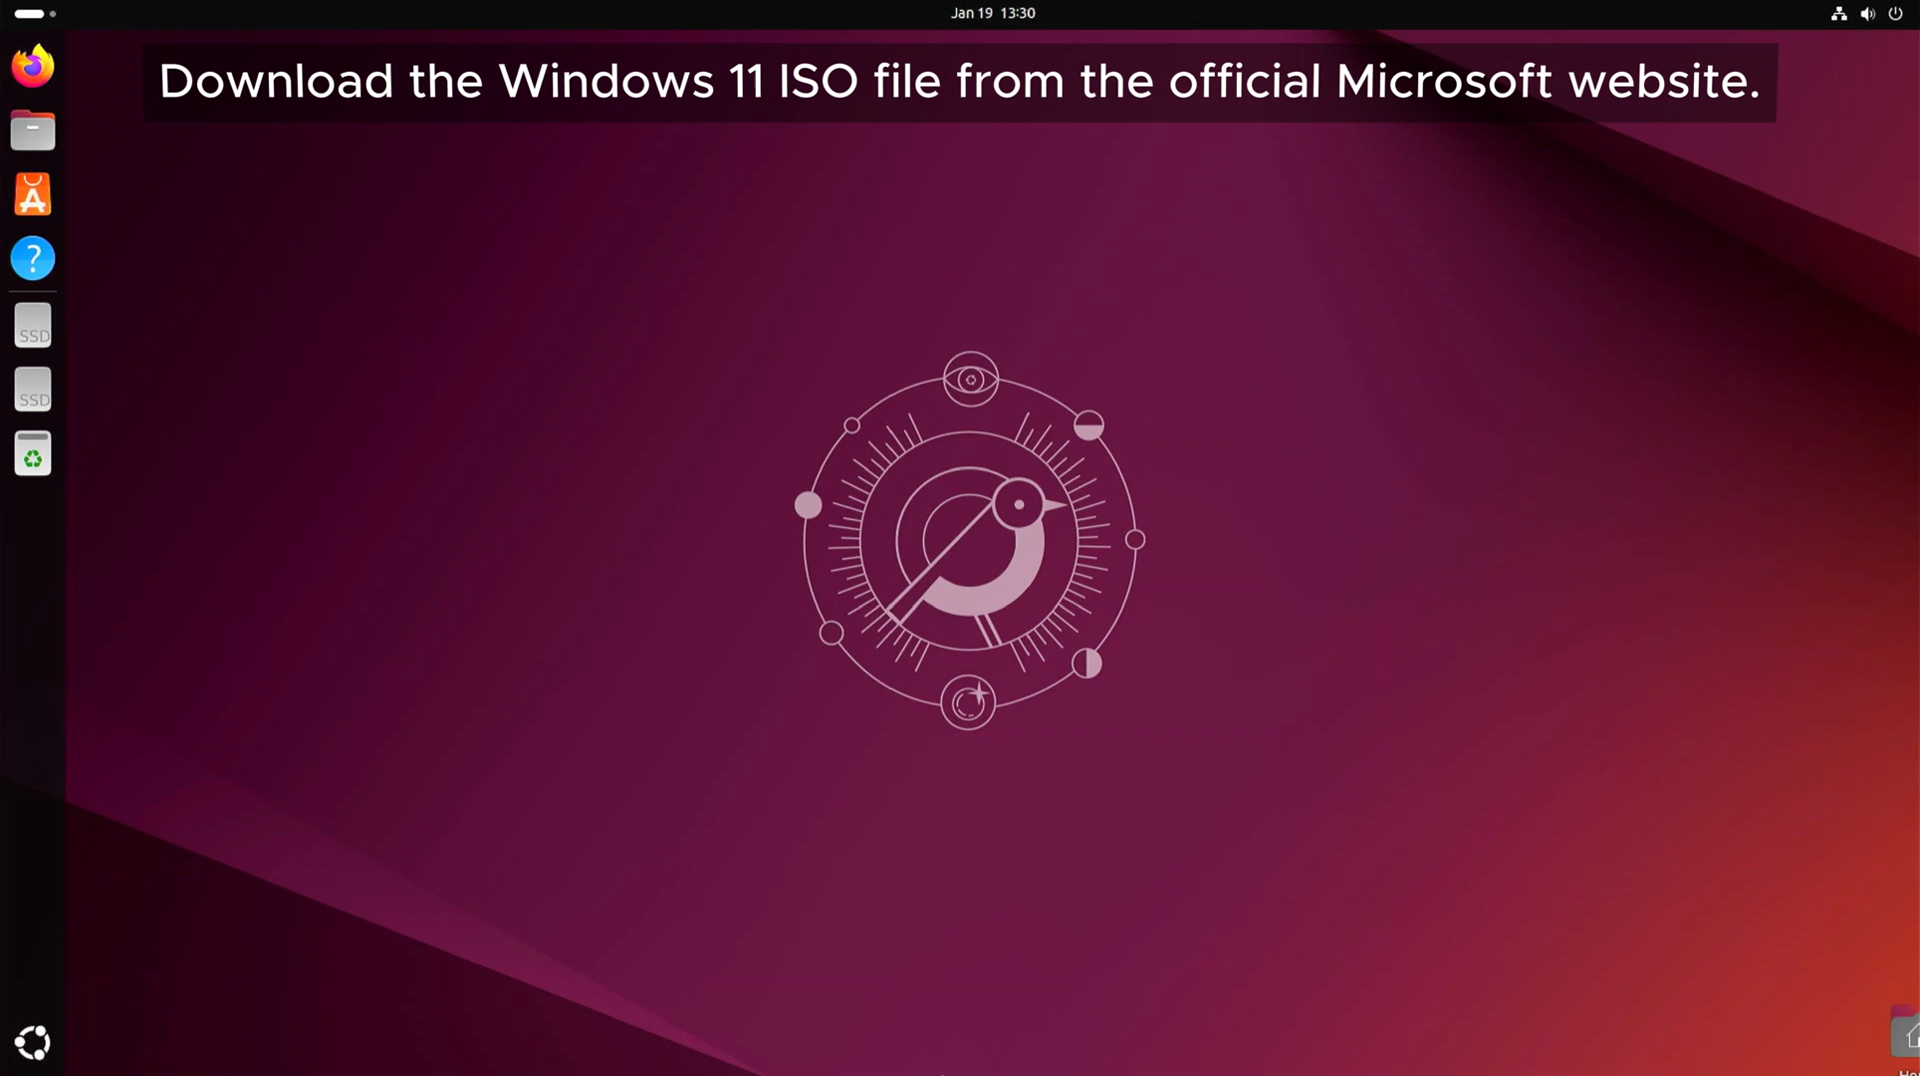 Jan 19 13:30
Download the Windows 11 ISO file from the official Microsoft website.
SSD
SSD